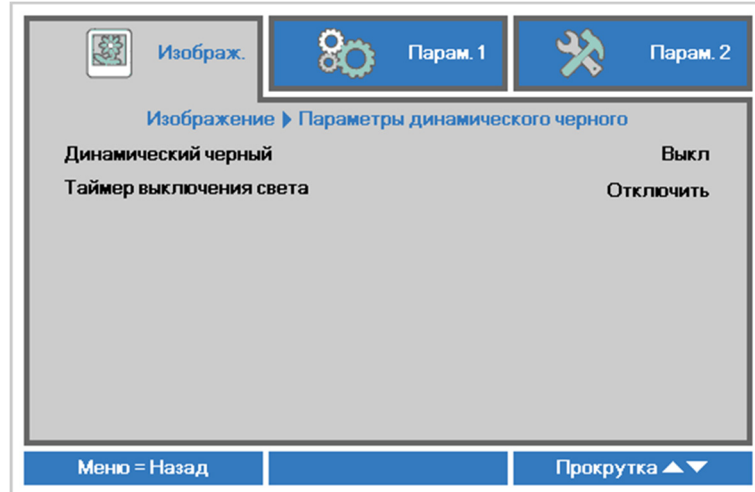 Изображ. Парам. 1 Парам. 2
Изображение ▶ Параметры динамического черного
Динамический черный Выкл
Таймер выключения света Отключить
Меню = Назад Прокрутка ▲▼